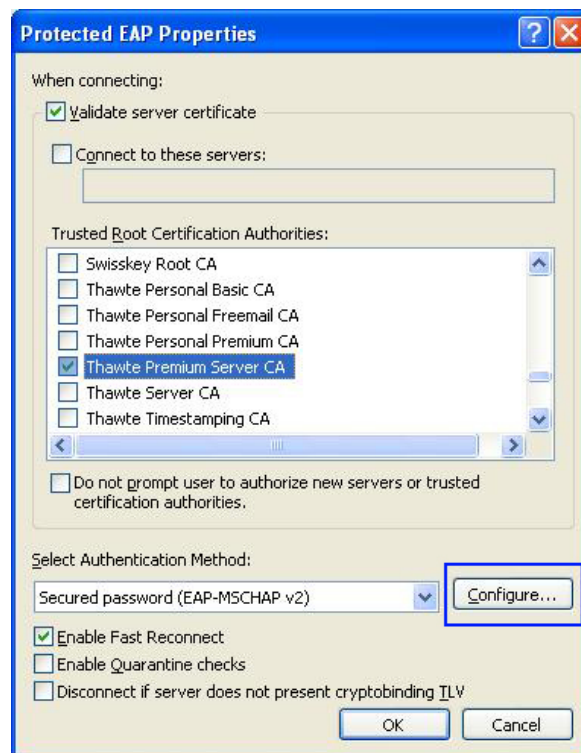 Protected EAP Properties
When connecting:
Validate server certificate
Connect to these servers:
Trusted Root Certification Authorities:
Swisskey Root CA
Thawte Personal Basic CA
Thawte Personal Freemail CA
Thawte Personal Premium CA
Thawte Premium Server CA
Thawte Server CA
Thawte Timestamping CA
Do not prompt user to authorize new servers or trusted
certification authorities.
Select Authentication Method:
Secured password (EAP-MSCHAP v2)
Configure...
Enable Fast Reconnect
Enable Quarantine checks
Disconnect if server does not present cryptobinding TLV
OK
Cancel